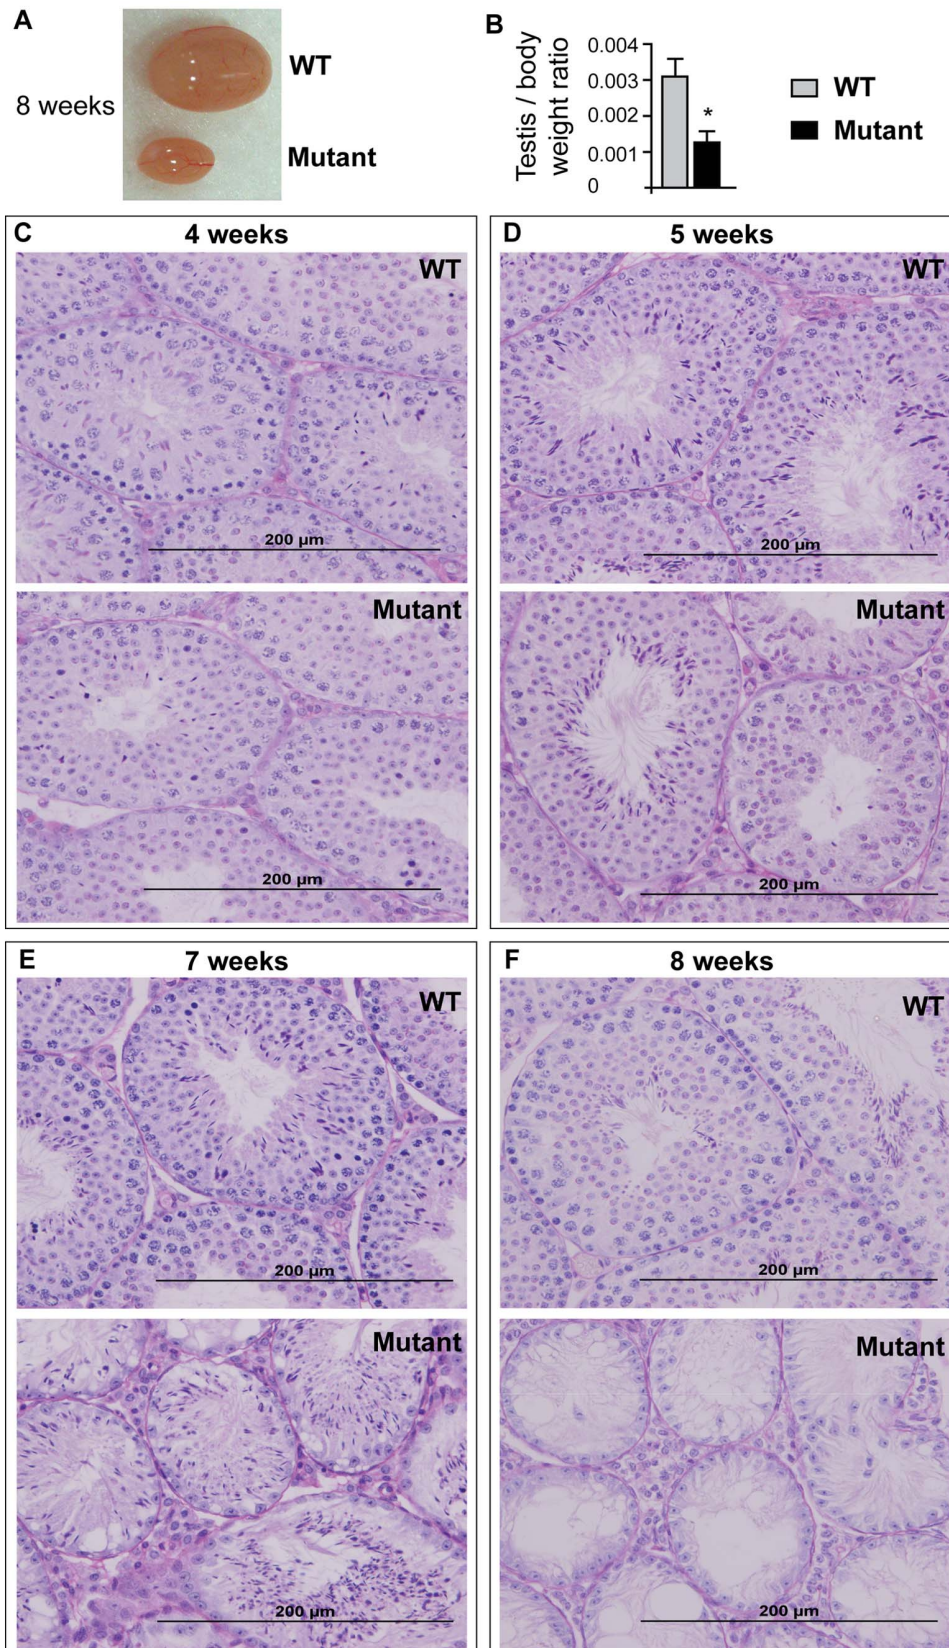 A
8 weeks
WT
Mutant
B
Testis / body
weight ratio
0.004
0.003
0.002
0.001
0
*
WT
Mutant
C
4 weeks
WT
200 µm
Mutant
200 µm
D
5 weeks
WT
200 µm
Mutant
200 µm
E
7 weeks
WT
200 µm
Mutant
200 µm
F
8 weeks
WT
200 µm
Mutant
200 µm